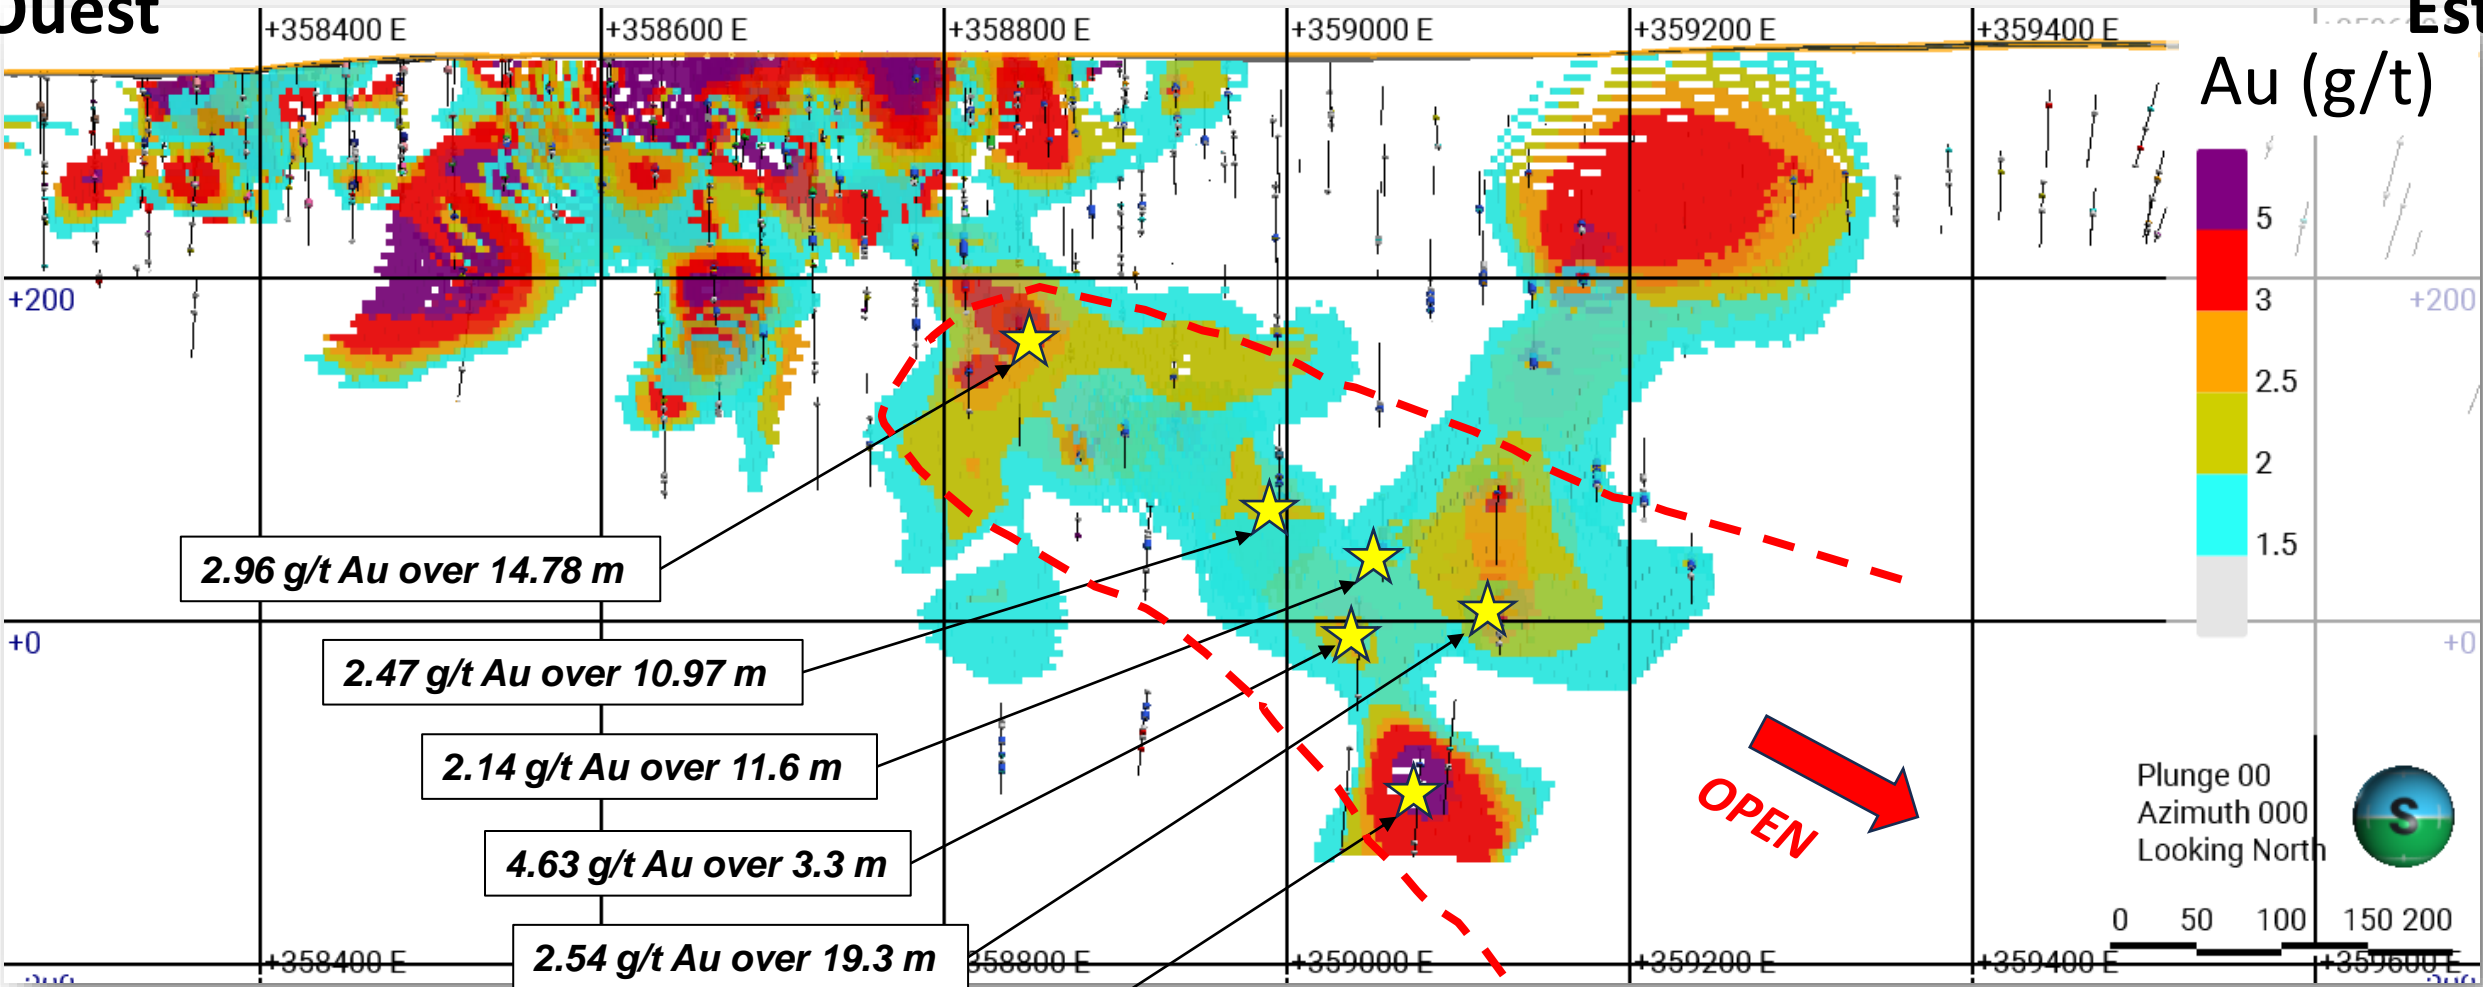 Ouest
Est
+358400 E
+358600 E
+358800 E
+359000 E
+359200 E
+359400 E
Au (g/t)
5
3
2.5
2
1.5
+200
+200
+0
+0
2.96 g/t Au over 14.78 m
2.47 g/t Au over 10.97 m
2.14 g/t Au over 11.6 m
4.63 g/t Au over 3.3 m
2.54 g/t Au over 19.3 m
OPEN
Plunge 00
Azimuth 000
Looking North
S
0 50 100 150 200
+358400 E
358800 E
+359000 E
+359200 E
+359400 E
+359600 E